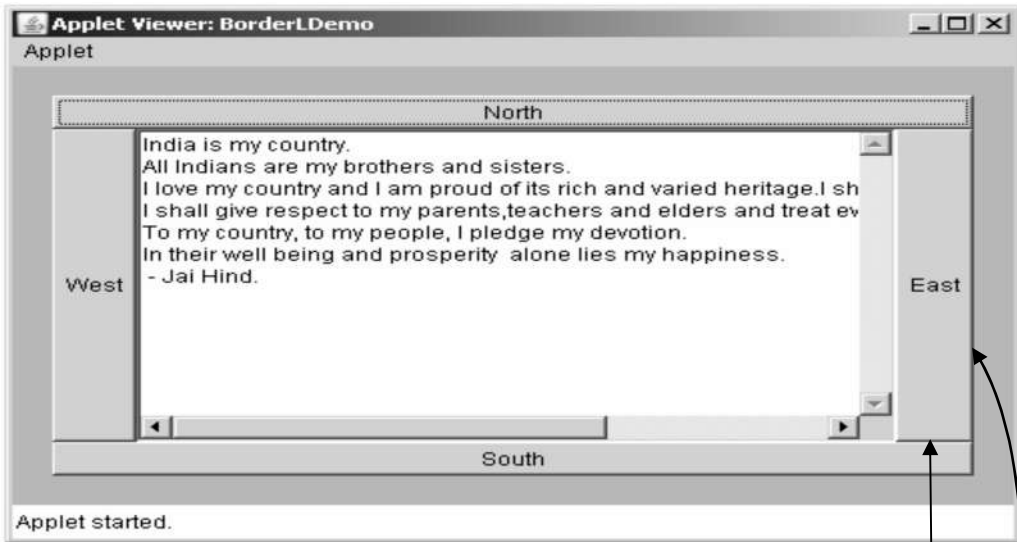 Applet Viewer: BorderLDemo
Applet
North
India is my country.
All Indians are my brothers and sisters.
I love my country and I am proud of its rich and varied heritage.I sh
I shall give respect to my parents,teachers and elders and treat ev
To my country, to my people, I pledge my devotion.
In their well being and prosperity  alone lies my happiness.
- Jai Hind.
West
East
South
Applet started.